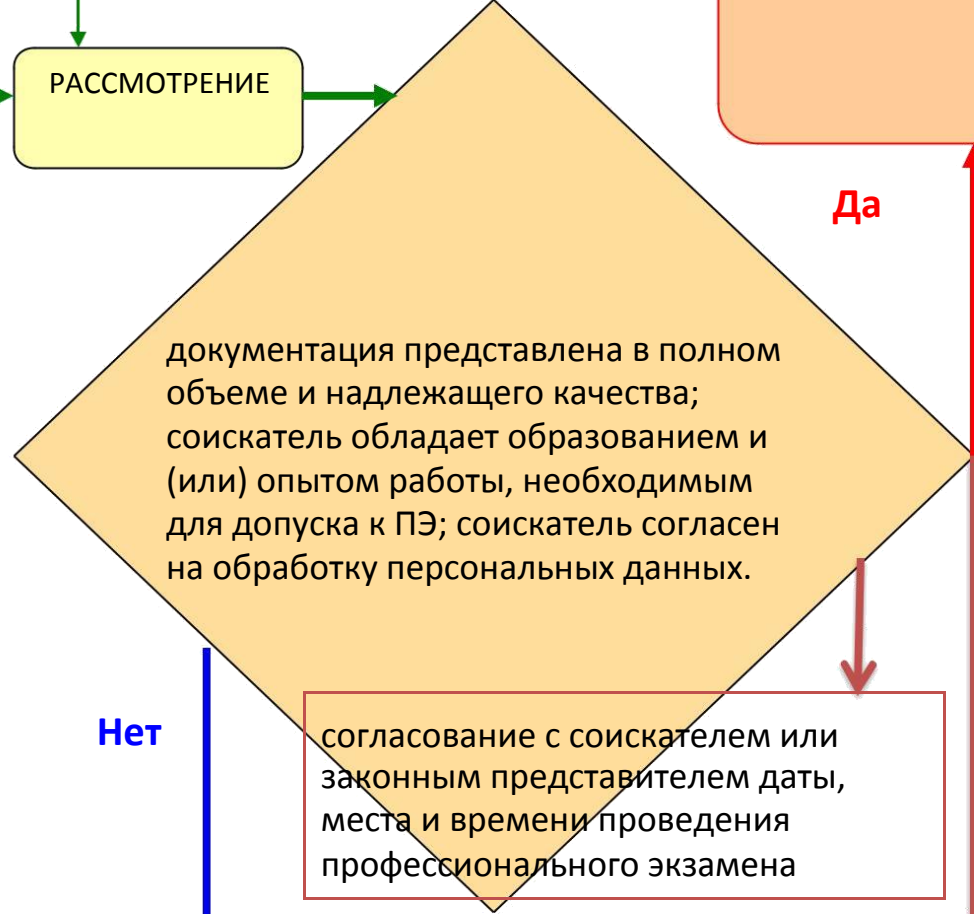 РАССМОТРЕНИЕ
Да
документация представлена в полном
объеме и надлежащего качества;
соискатель обладает образованием и
(или) опытом работы, необходимым
для допуска к ПЭ; соискатель согласен
на обработку персональных данных.
Нет
согласование с соискателем или
законным представителем даты,
места и времени проведения
профессионального экзамена